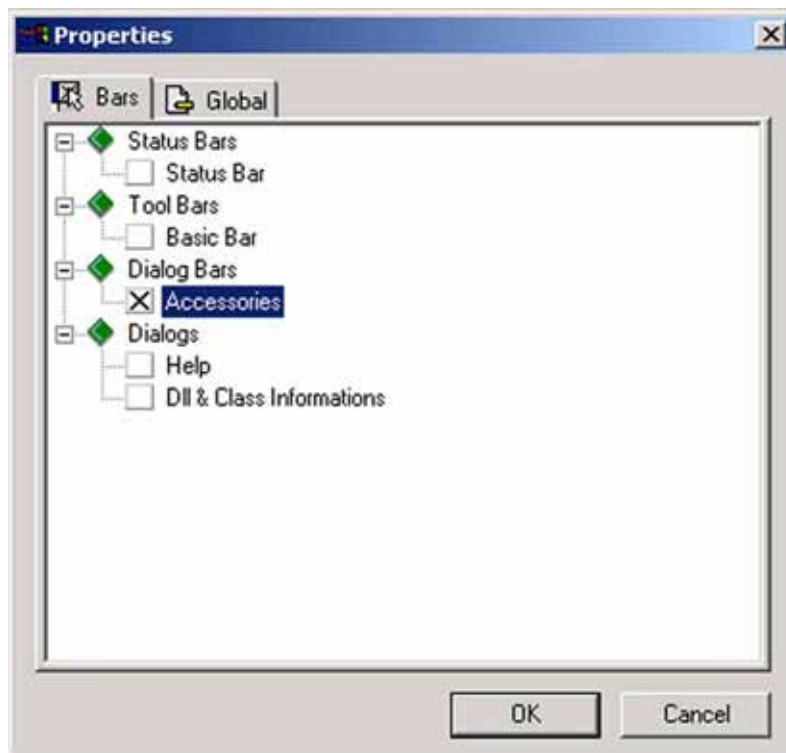 Properties
Bars Global
Status Bars
Status Bar
Tool Bars
Basic Bar
Dialog Bars
Accessories
Dialogs
Help
Dll & Class Informations
OK Cancel